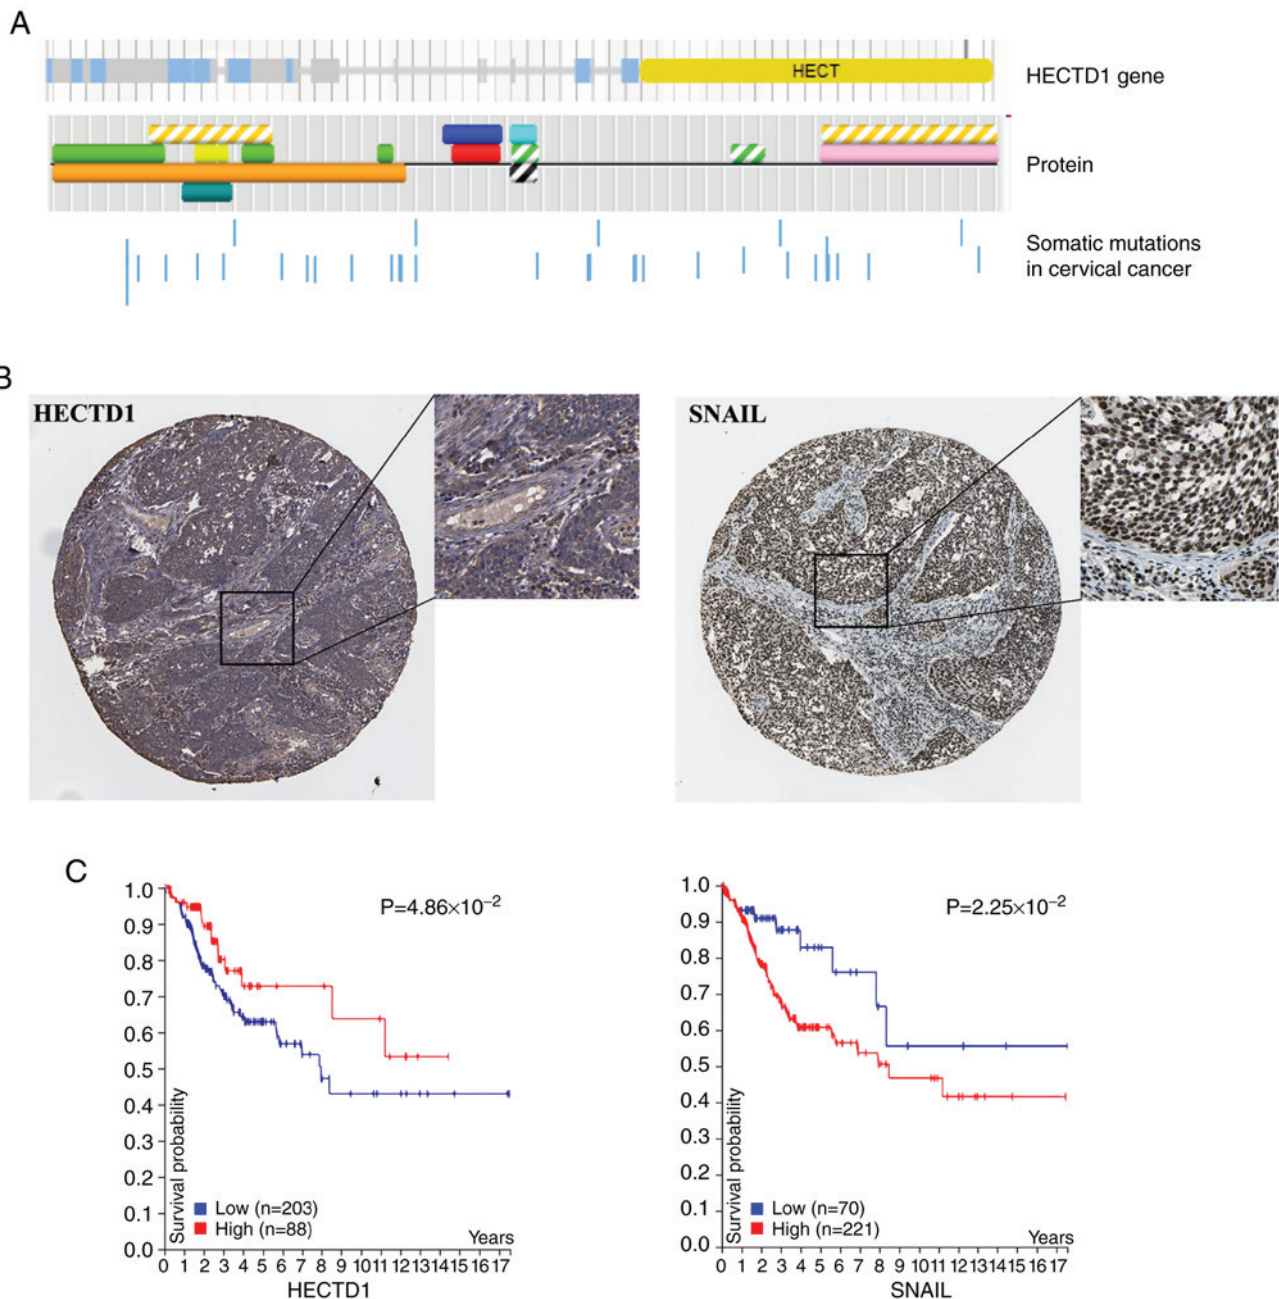 A
HECT
HECTD1 gene
Protein
Somatic mutations
in cervical cancer
B
HECTD1
SNAIL
C
1.0
0.9
0.8
0.7
0.6
0.5
0.4
0.3
0.2
0.1
0.0
Survival probability
P=4.86×10⁻²
Low (n=203)
High (n=88)
Years
0 1 2 3 4 5 6 7 8 9 10 11 12 13 14 15 16 17
HECTD1
1.0
0.9
0.8
0.7
0.6
0.5
0.4
0.3
0.2
0.1
0.0
Survival probability
P=2.25×10⁻²
Low (n=70)
High (n=221)
Years
0 1 2 3 4 5 6 7 8 9 10 11 12 13 14 15 16 17
SNAIL